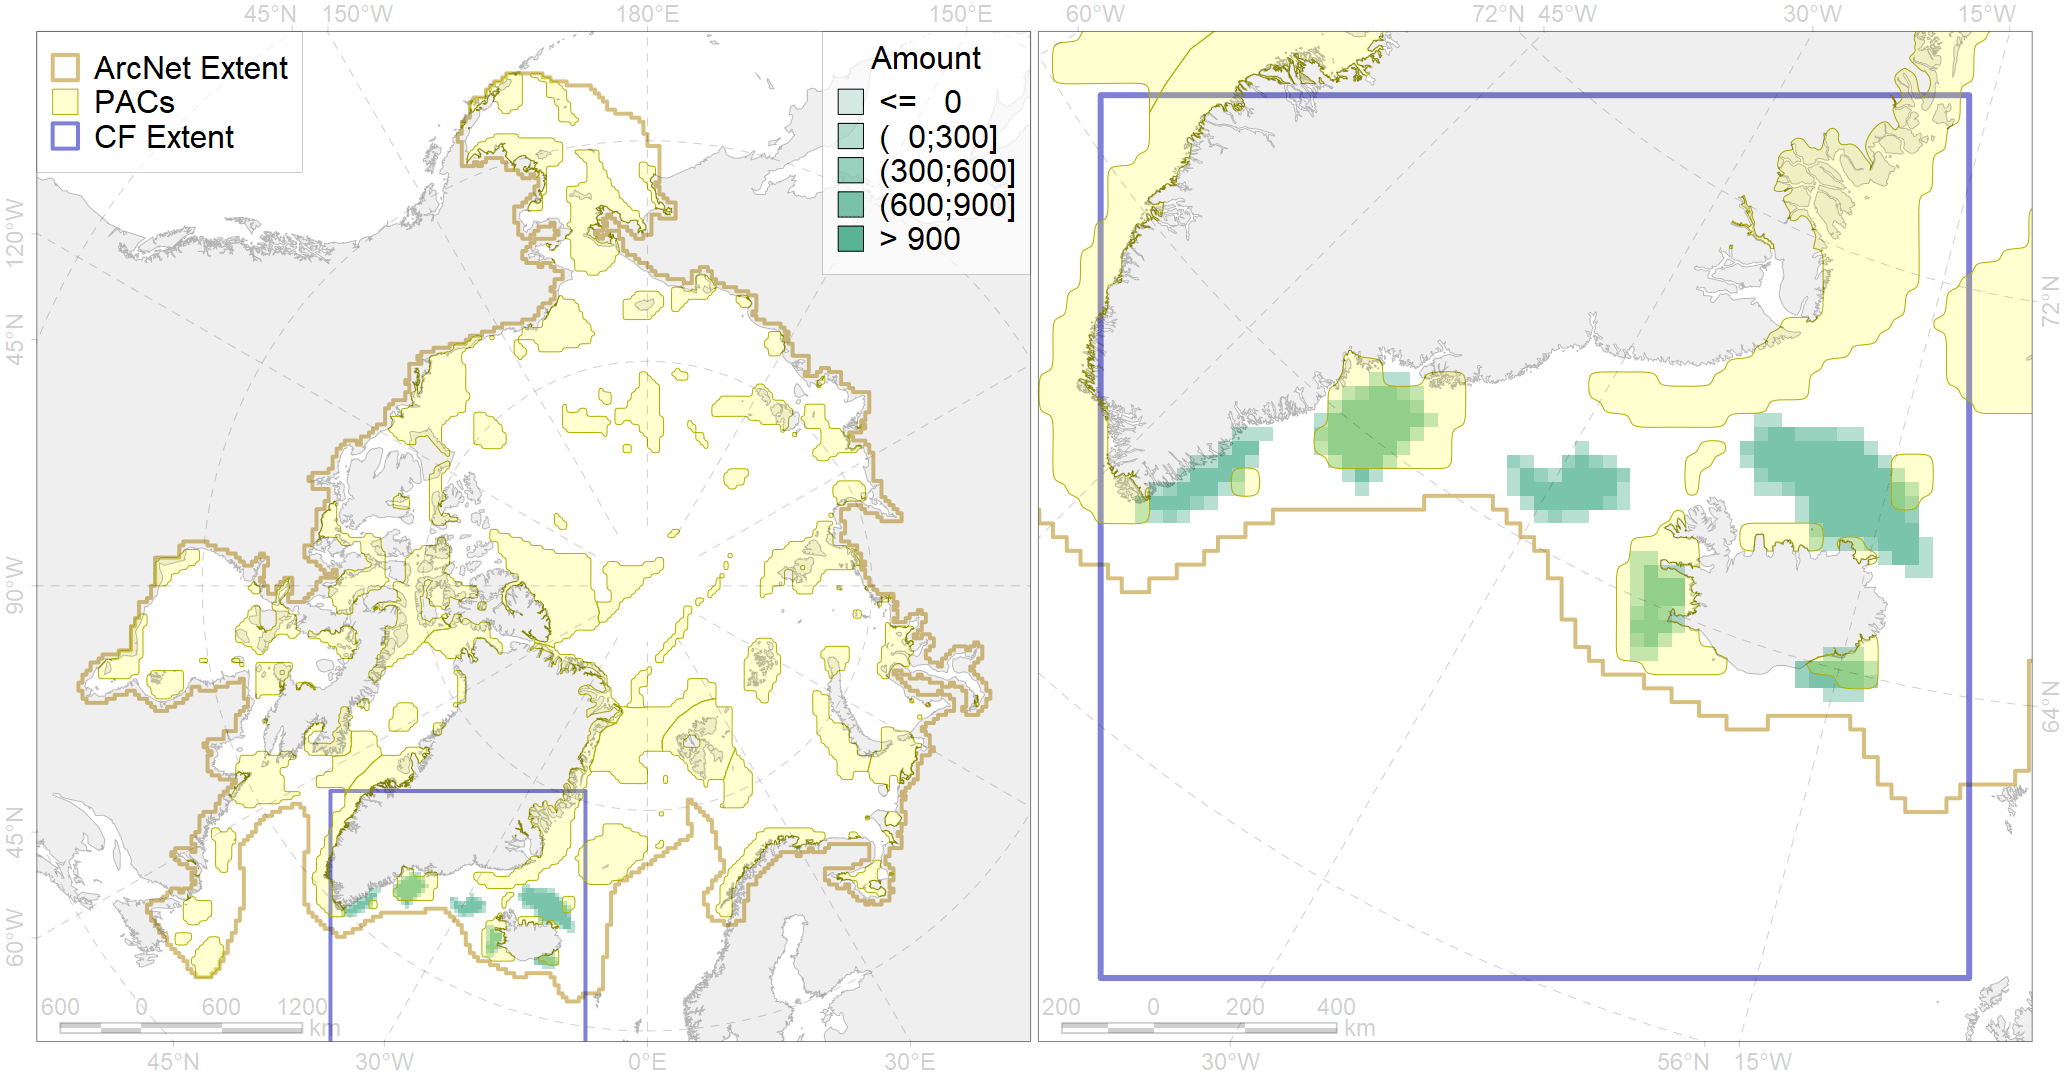 45°N 150°W 180°E 150°E 60°W 72°N 45°W 30°W 15°W
ArcNet Extent
PACs
CF Extent
Amount
<= 0
( 0;300]
(300;600]
(600;900]
> 900
120°W
45°N
90°W
45°N
60°W
72°N
64°N
600 0 600 1200
km
200 0 200 400
km
45°N 30°W 0°E 30°E 30°W 56°N 15°W